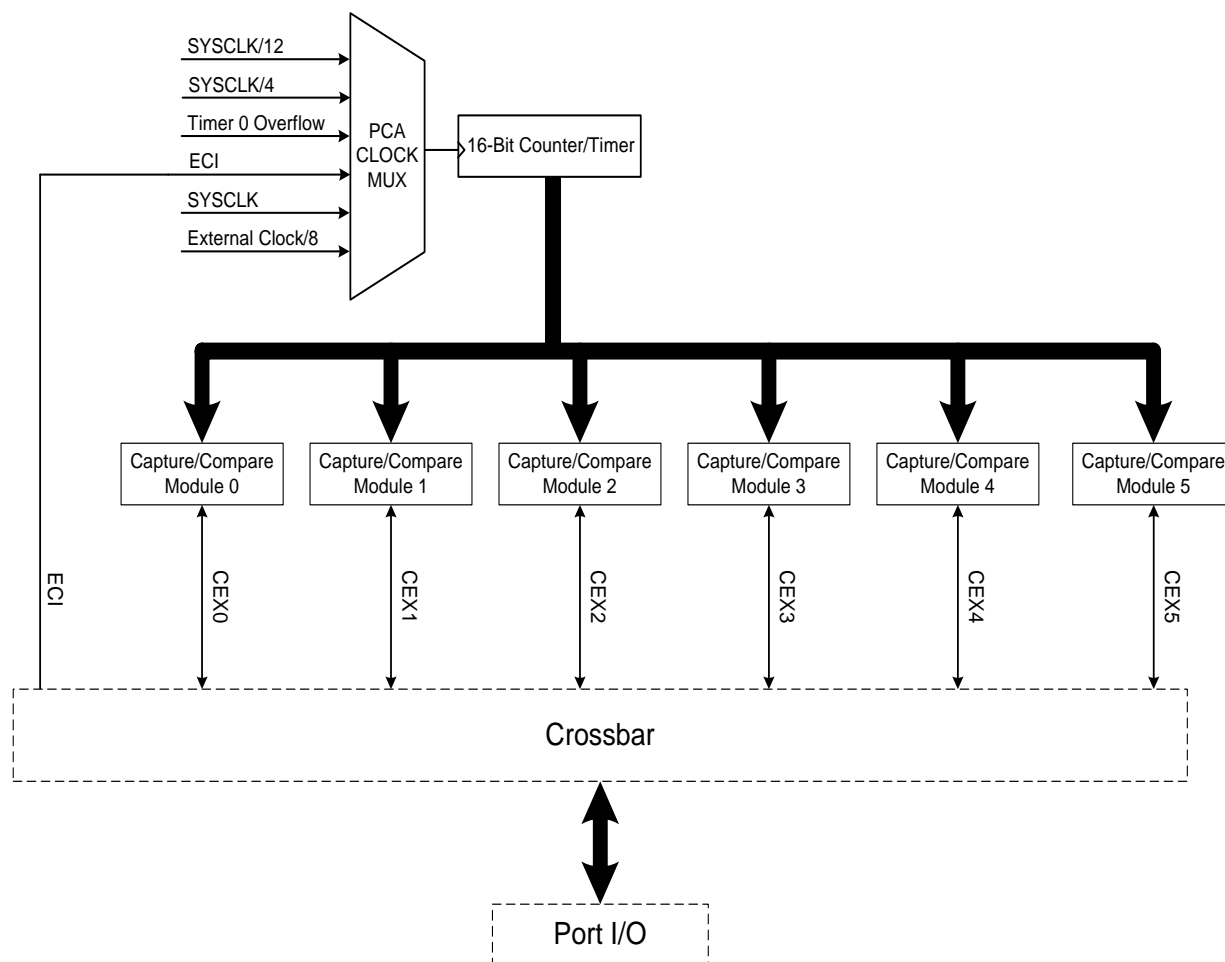 SYSCLK/12
SYSCLK/4
Timer 0 Overflow
ECI
SYSCLK
External Clock/8
PCA
CLOCK
MUX
16-Bit Counter/Timer
Capture/Compare
Module 0
Capture/Compare
Module 1
Capture/Compare
Module 2
Capture/Compare
Module 3
Capture/Compare
Module 4
Capture/Compare
Module 5
ECI
CEX0
CEX1
CEX2
CEX3
CEX4
CEX5
Crossbar
Port I/O